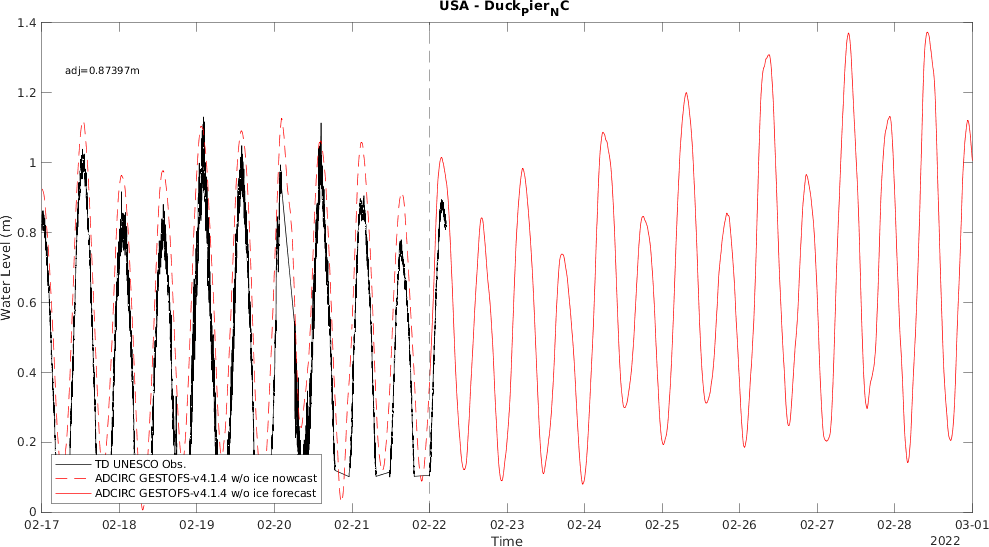 USA - DuckPierNC
1.4
adj=0.87397m
1.2
1
0.8
Water Level (m)
0.6
0.4
0.2
TD UNESCO Obs.
ADCIRC GESTOFS-v4.1.4 w/o ice nowcast
ADCIRC GESTOFS-v4.1.4 w/o ice forecast
0
02-17 02-18 02-19 02-20 02-21 02-22 02-23 02-24 02-25 02-26 02-27 02-28 03-01
Time
2022